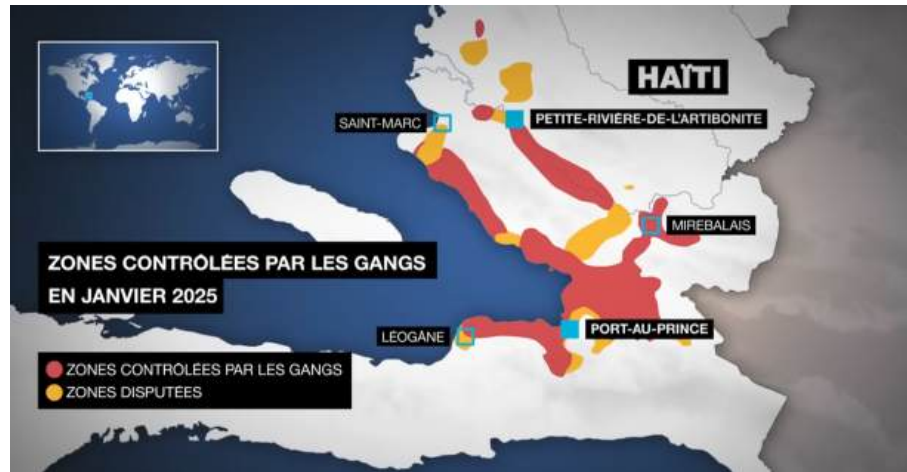 HAÏTI
SAINT-MARC
PETITE-RIVIÈRE-DE-L'ARTIBONITE
MIREBALAIS
ZONES CONTRÔLÉES PAR LES GANGS
EN JANVIER 2025
LÉOGÂNE
PORT-AU-PRINCE
ZONES CONTRÔLÉES PAR LES GANGS
ZONES DISPUTÉES